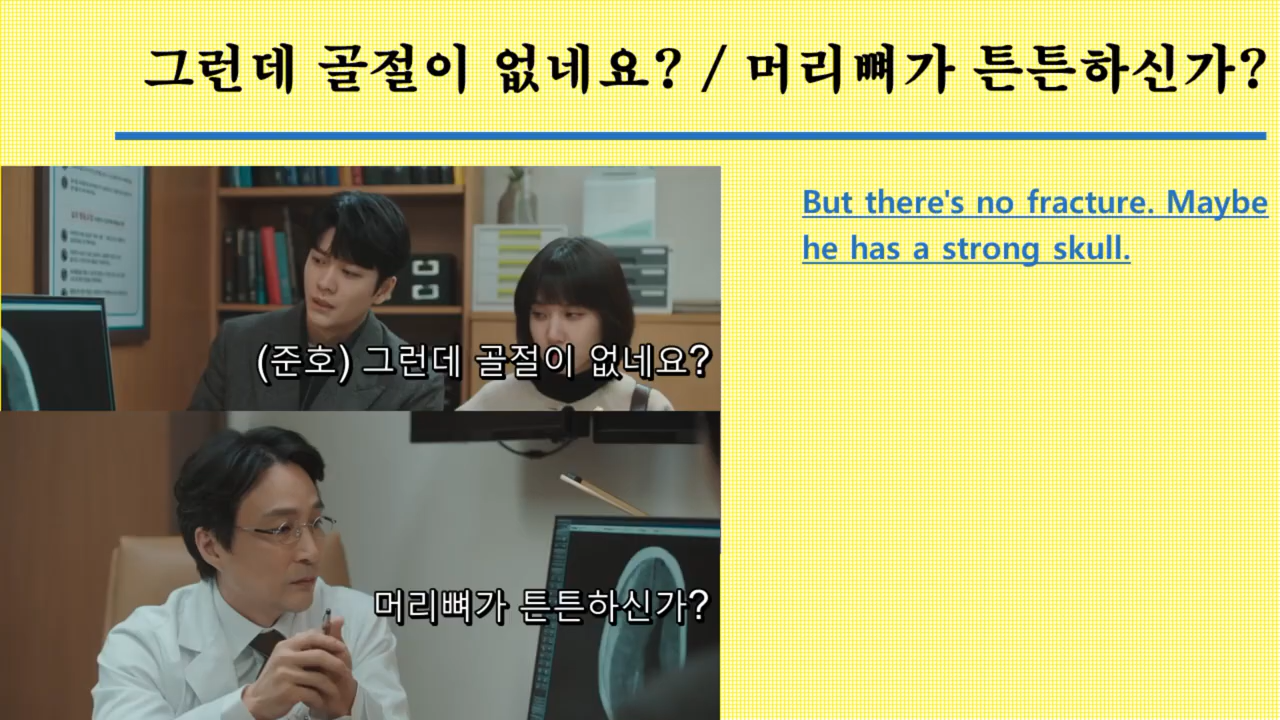 그런데 골절이 없네요? / 머리뼈가 튼튼하신가?
But there's no fracture. Maybe
he has a strong skull.
(준호) 그런데 골절이 없네요?
머리뼈가 튼튼하신가?